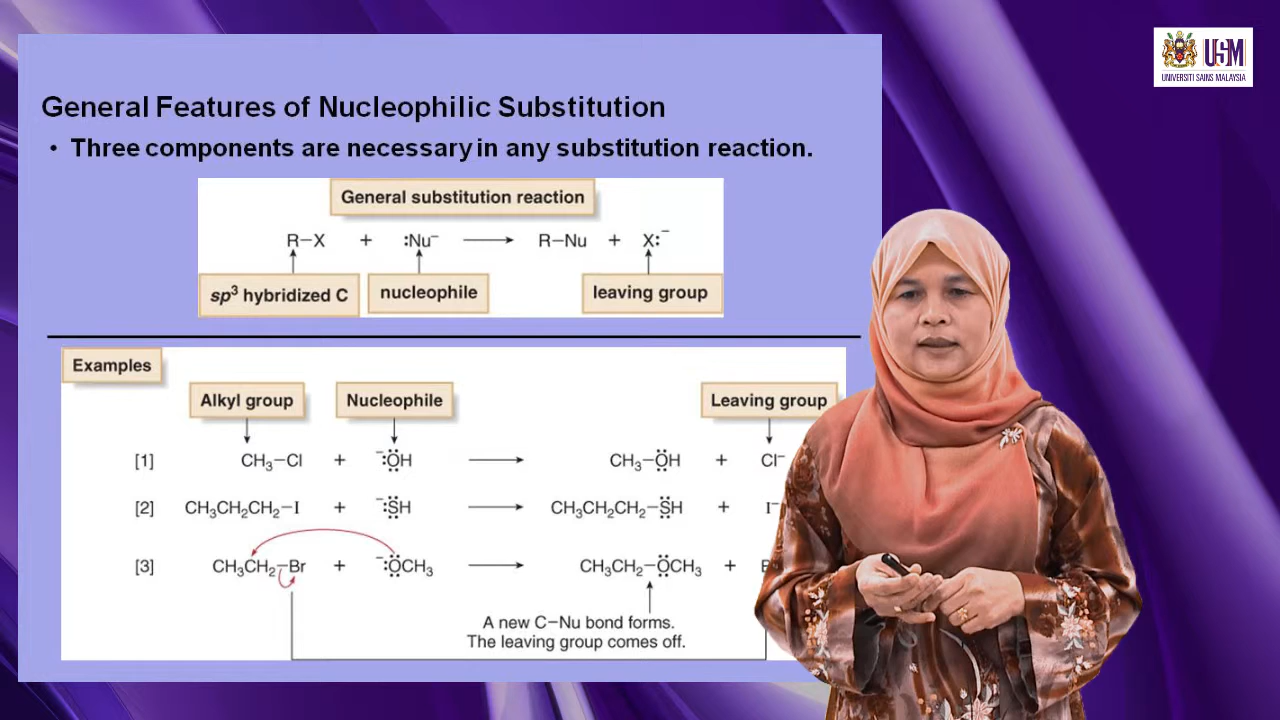 USM
UNIVERSITI SAINS MALAYSIA
General Features of Nucleophilic Substitution
• Three components are necessary in any substitution reaction.
General substitution reaction
R–X + :Nu⁻ ⟶ R–Nu + X:⁻
sp³ hybridized C nucleophile leaving group
Examples
Alkyl group Nucleophile Leaving group
[1] CH₃–Cl + ⁻:ÖH ⟶ CH₃–ÖH + Cl⁻
[2] CH₃CH₂CH₂–I + ⁻:S̈H ⟶ CH₃CH₂CH₂–S̈H + I⁻
[3] CH₃CH₂–Br + ⁻:ÖCH₃ ⟶ CH₃CH₂–ÖCH₃ +
A new C–Nu bond forms.
The leaving group comes off.